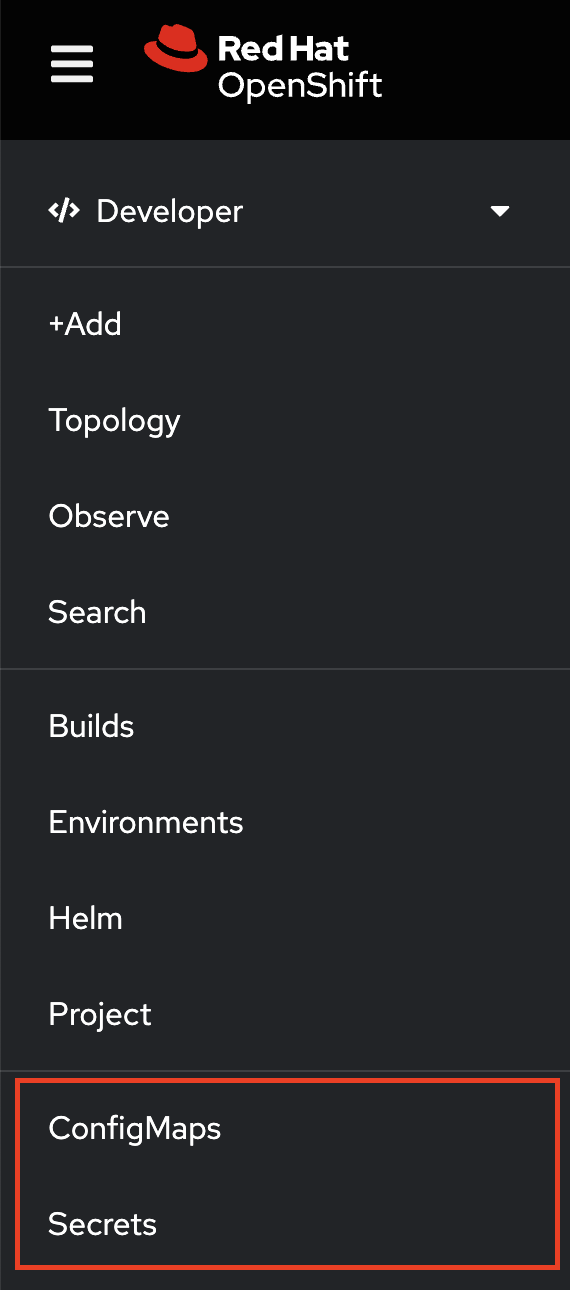 Red Hat
OpenShift
Developer
+Add
Topology
Observe
Search
Builds
Environments
Helm
Project
ConfigMaps
Secrets